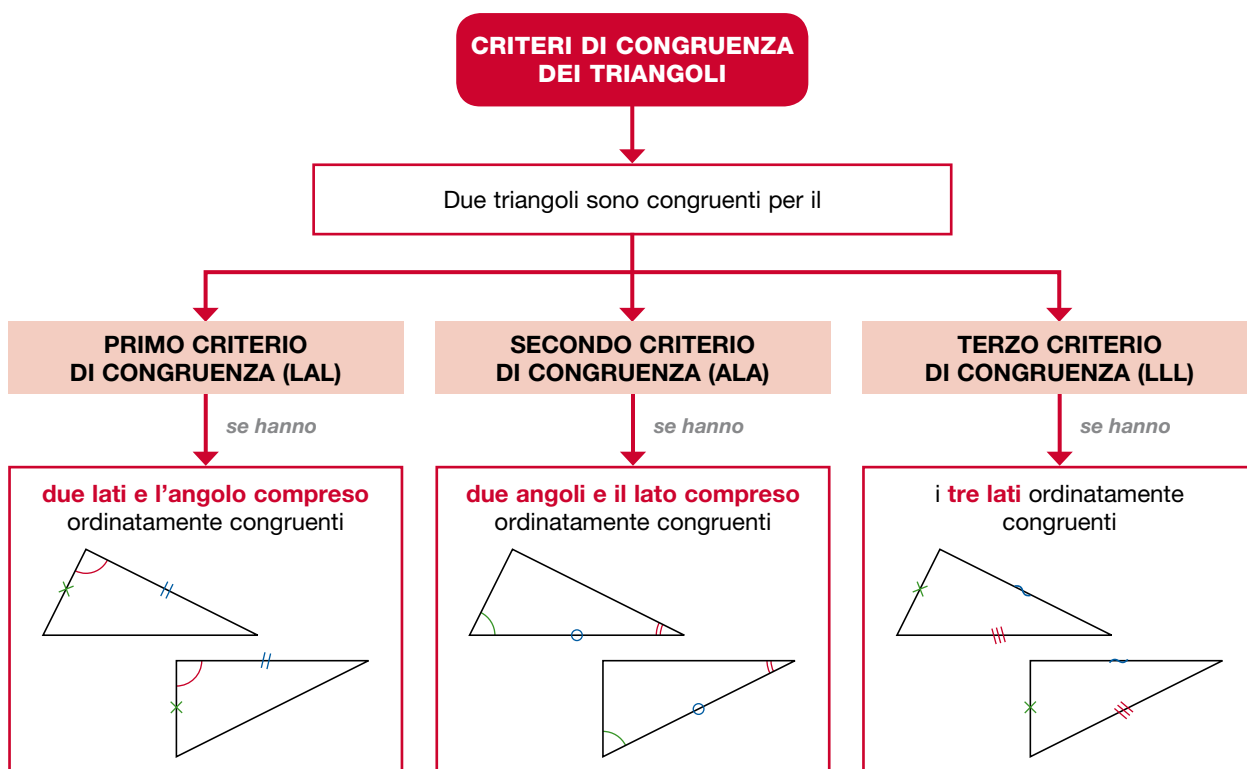 CRITERI DI CONGRUENZA
DEI TRIANGOLI
Due triangoli sono congruenti per il
PRIMO CRITERIO
DI CONGRUENZA (LAL)
se hanno
due lati e l’angolo compreso
ordinatamente congruenti
SECONDO CRITERIO
DI CONGRUENZA (ALA)
se hanno
due angoli e il lato compreso
ordinatamente congruenti
TERZO CRITERIO
DI CONGRUENZA (LLL)
se hanno
i tre lati ordinatamente
congruenti